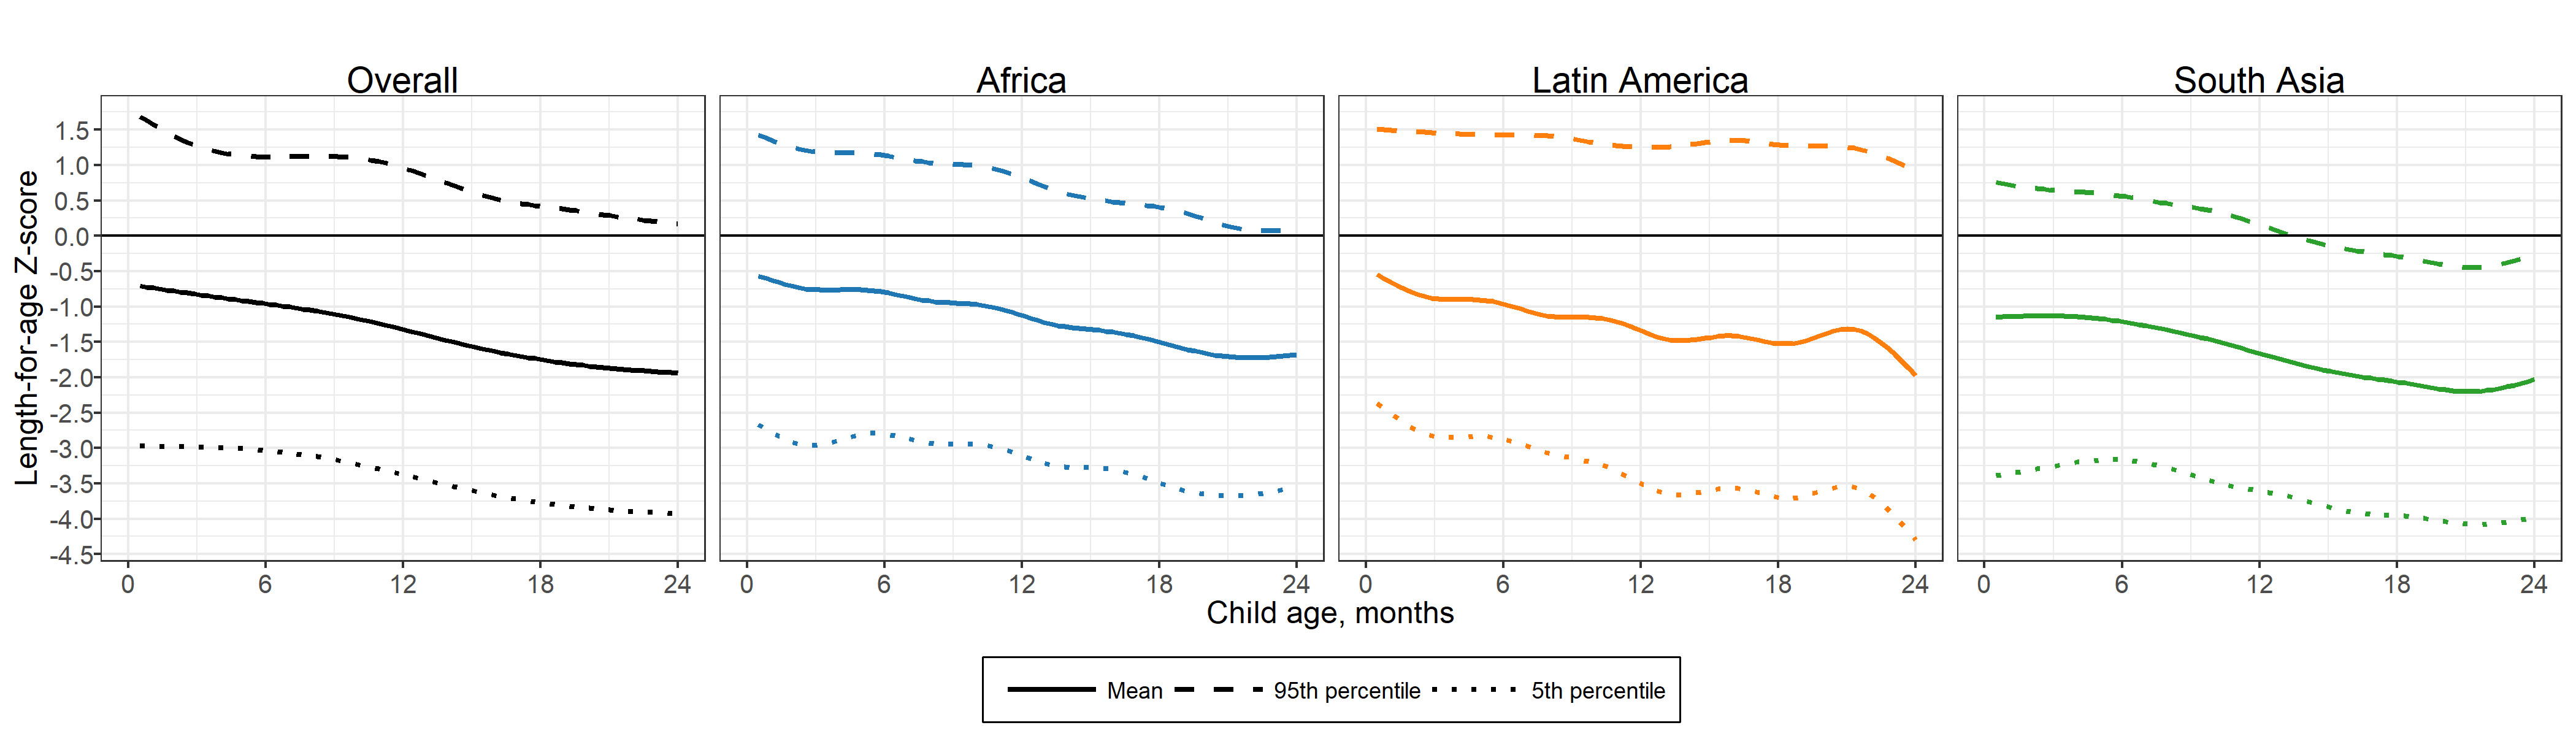 Overall Africa Latin America South Asia
Length-for-age Z-score
1.5
1.0
0.5
0.0
-0.5
-1.0
-1.5
-2.0
-2.5
-3.0
-3.5
-4.0
-4.5
0 6 12 18 24 0 6 12 18 24 0 6 12 18 24 0 6 12 18 24
Child age, months
Mean 95th percentile 5th percentile